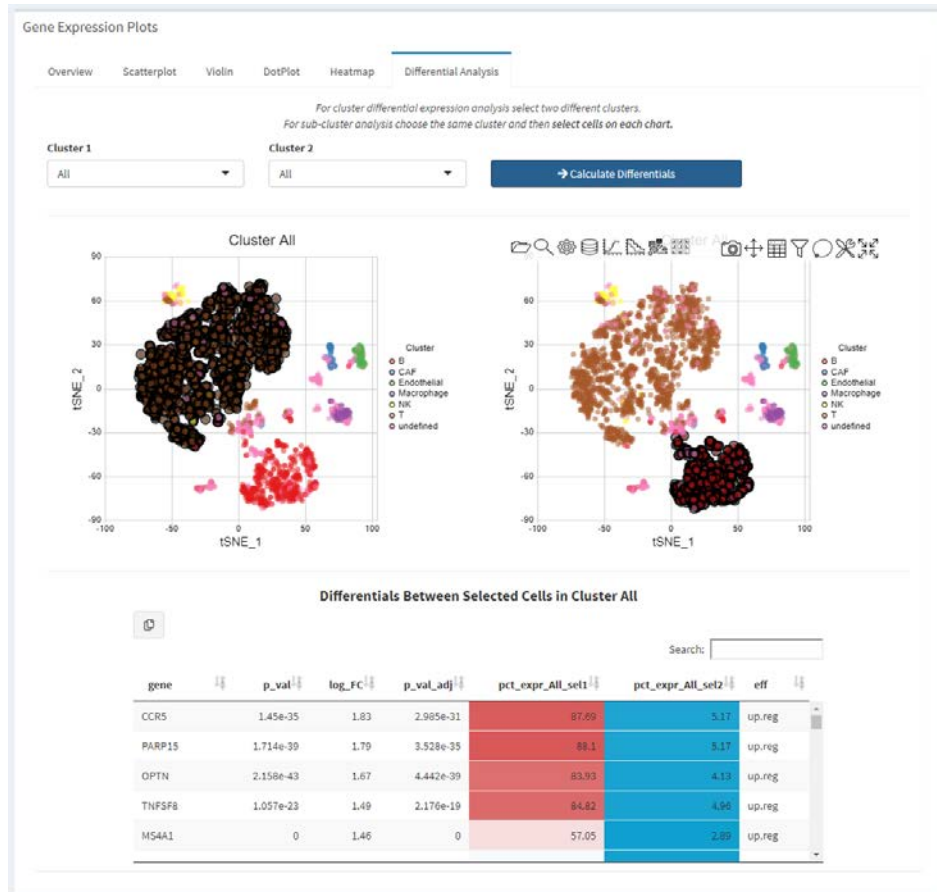 Gene Expression Plots
Overview Scatterplot Violin DotPlot Heatmap Differential Analysis
For cluster differential expression analysis select two different clusters.
For sub-cluster analysis choose the same cluster and then select cells on each chart.
Cluster 1 Cluster 2
All All → Calculate Differentials
Cluster All Cluster All
90 90
60 60
30 30
0 0
-30 -30
-60 -60
-90 -90
tSNE_2 tSNE_2
Cluster Cluster
B B
CAF CAF
Endothelial Endothelial
Macrophage Macrophage
NK NK
T T
undefined undefined
-100 -50 0 50 100 -100 -50 0 50 100
tSNE_1 tSNE_1
Differentials Between Selected Cells in Cluster All
Search:
gene p_val log_FC p_val_adj pct_expr_All_sel1 pct_expr_All_sel2 eff
CCR5 1.45e-35 1.83 2.985e-31 87.69 5.17 up.reg
PARP15 1.714e-39 1.79 3.528e-35 88.1 5.17 up.reg
OPTN 2.158e-43 1.67 4.442e-39 83.93 4.13 up.reg
TNFSF8 1.057e-23 1.49 2.176e-19 84.82 4.96 up.reg
MS4A1 0 1.46 0 57.05 2.89 up.reg